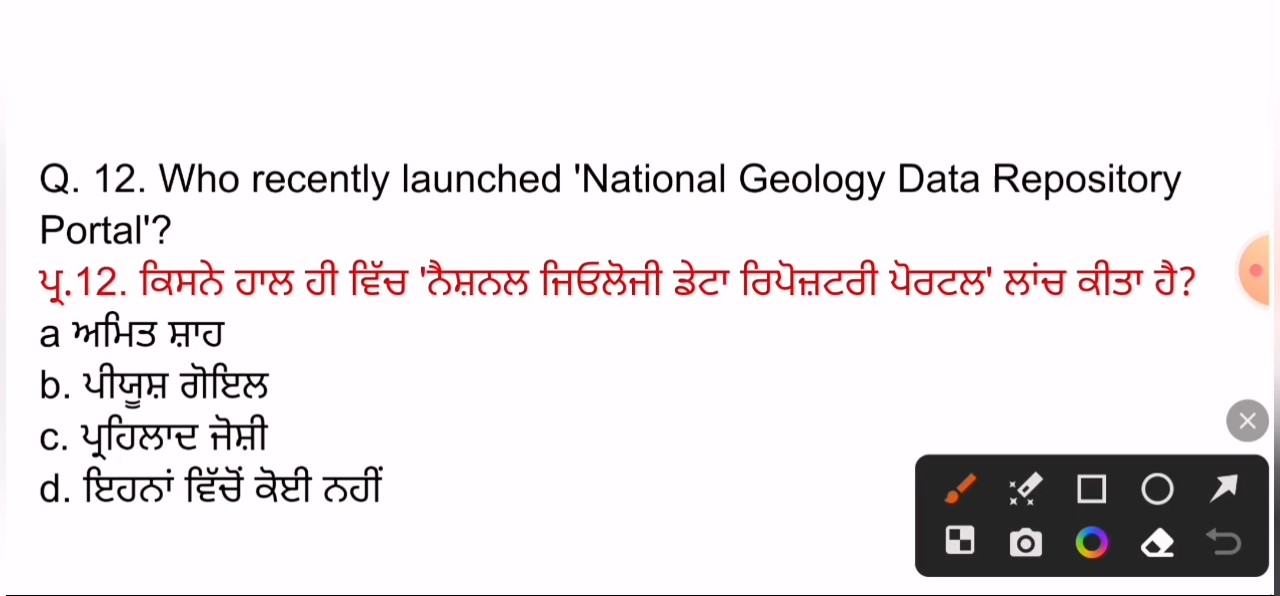 Q. 12. Who recently launched 'National Geology Data Repository
Portal'?
ਪ੍ਰ.12. ਕਿਸਨੇ ਹਾਲ ਹੀ ਵਿੱਚ 'ਨੈਸ਼ਨਲ ਜਿਓਲੋਜੀ ਡੇਟਾ ਰਿਪੋਜ਼ਟਰੀ ਪੋਰਟਲ' ਲਾਂਚ ਕੀਤਾ ਹੈ?
a ਅਮਿਤ ਸ਼ਾਹ
b. ਪੀਯੂਸ਼ ਗੋਇਲ
c. ਪ੍ਰਹਿਲਾਦ ਜੋਸ਼ੀ
d. ਇਹਨਾਂ ਵਿੱਚੋਂ ਕੋਈ ਨਹੀਂ